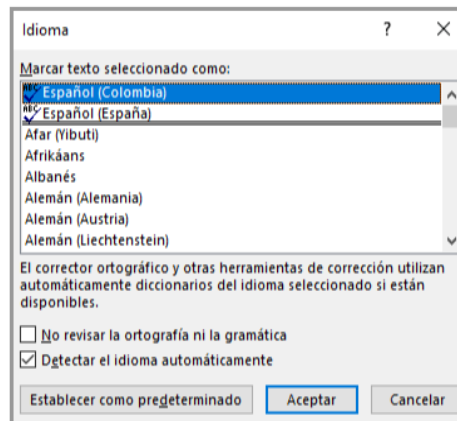 Idioma ? ×
Marcar texto seleccionado como:
ABC Español (Colombia)
ABC Español (España)
Afar (Yibuti)
Afrikáans
Albanés
Alemán (Alemania)
Alemán (Austria)
Alemán (Liechtenstein)
El corrector ortográfico y otras herramientas de corrección utilizan
automáticamente diccionarios del idioma seleccionado si están
disponibles.
No revisar la ortografía ni la gramática
Detectar el idioma automáticamente
Establecer como predeterminado Aceptar Cancelar